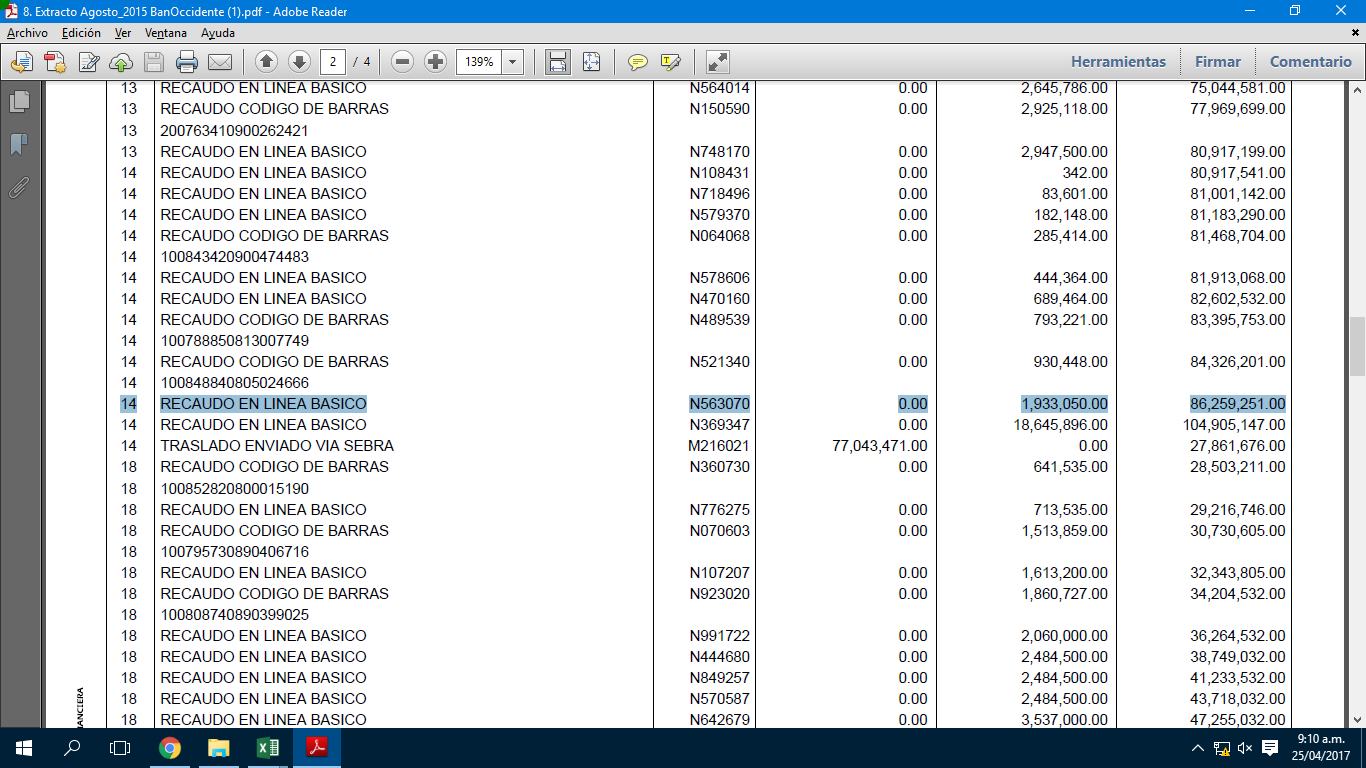 8. Extracto Agosto_2015 BanOccidente (1).pdf - Adobe Reader
Archivo Edición Ver Ventana Ayuda
2 / 4 139% Herramientas Firmar Comentario
13 RECAUDO EN LINEA BASICO N564014 0.00 2,645,786.00 75,044,581.00
13 RECAUDO CODIGO DE BARRAS N150590 0.00 2,925,118.00 77,969,699.00
13 200763410900262421
13 RECAUDO EN LINEA BASICO N748170 0.00 2,947,500.00 80,917,199.00
14 RECAUDO EN LINEA BASICO N108431 0.00 342.00 80,917,541.00
14 RECAUDO EN LINEA BASICO N718496 0.00 83,601.00 81,001,142.00
14 RECAUDO EN LINEA BASICO N579370 0.00 182,148.00 81,183,290.00
14 RECAUDO CODIGO DE BARRAS N064068 0.00 285,414.00 81,468,704.00
14 100843420900474483
14 RECAUDO EN LINEA BASICO N578606 0.00 444,364.00 81,913,068.00
14 RECAUDO EN LINEA BASICO N470160 0.00 689,464.00 82,602,532.00
14 RECAUDO CODIGO DE BARRAS N489539 0.00 793,221.00 83,395,753.00
14 100788850813007749
14 RECAUDO CODIGO DE BARRAS N521340 0.00 930,448.00 84,326,201.00
14 100848840805024666
14 RECAUDO EN LINEA BASICO N563070 0.00 1,933,050.00 86,259,251.00
14 RECAUDO EN LINEA BASICO N369347 0.00 18,645,896.00 104,905,147.00
14 TRASLADO ENVIADO VIA SEBRA M216021 77,043,471.00 0.00 27,861,676.00
18 RECAUDO CODIGO DE BARRAS N360730 0.00 641,535.00 28,503,211.00
18 100852820800015190
18 RECAUDO EN LINEA BASICO N776275 0.00 713,535.00 29,216,746.00
18 RECAUDO CODIGO DE BARRAS N070603 0.00 1,513,859.00 30,730,605.00
18 100795730890406716
18 RECAUDO EN LINEA BASICO N107207 0.00 1,613,200.00 32,343,805.00
18 RECAUDO CODIGO DE BARRAS N923020 0.00 1,860,727.00 34,204,532.00
18 100808740890399025
18 RECAUDO EN LINEA BASICO N991722 0.00 2,060,000.00 36,264,532.00
18 RECAUDO EN LINEA BASICO N444680 0.00 2,484,500.00 38,749,032.00
18 RECAUDO EN LINEA BASICO N849257 0.00 2,484,500.00 41,233,532.00
18 RECAUDO EN LINEA BASICO N570587 0.00 2,484,500.00 43,718,032.00
18 RECAUDO EN LINEA BASICO N642679 0.00 3,537,000.00 47,255,032.00
ANCIERA
9:10 a.m.
25/04/2017